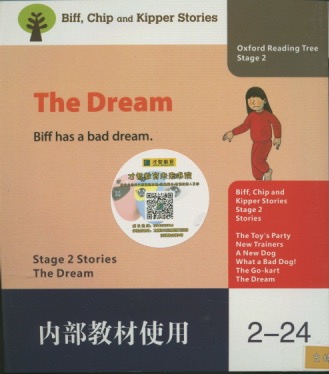 Biff, Chip and Kipper Stories
Oxford Reading Tree
Stage 2
The Dream
Biff has a bad dream.
Biff, Chip and
Kipper Stories
Stage 2
Stories
The Toy's Party
New Trainers
A New Dog
What a Bad Dog!
The Go-kart
The Dream
Stage 2 Stories
The Dream
内部教材使用
2-24